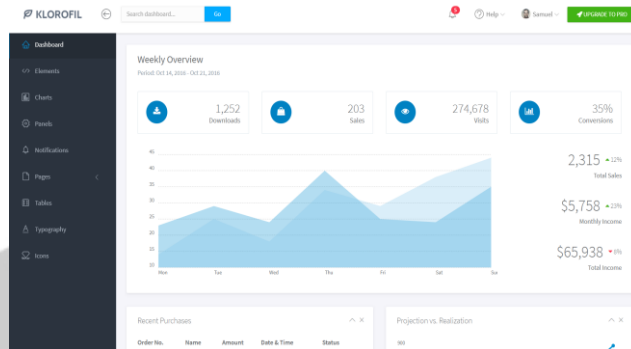 KLOROFIL
Search dashboard...
Go
5
Help
Samuel
UPGRADE TO PRO
Dashboard
Elements
Charts
Panels
Notifications
Pages
Tables
Typography
Icons
Weekly Overview
Period: Oct 14, 2016 - Oct 21, 2016
1,252
Downloads
203
Sales
274,678
Visits
35%
Conversions
45
40
35
30
25
20
15
10
Mon
Tue
Wed
Thu
Fri
Sat
Sun
2,315 12%
Total Sales
$5,758 23%
Monthly Income
$65,938 8%
Total Income
Recent Purchases
Order No. Name Amount Date & Time Status
Projection vs. Realization